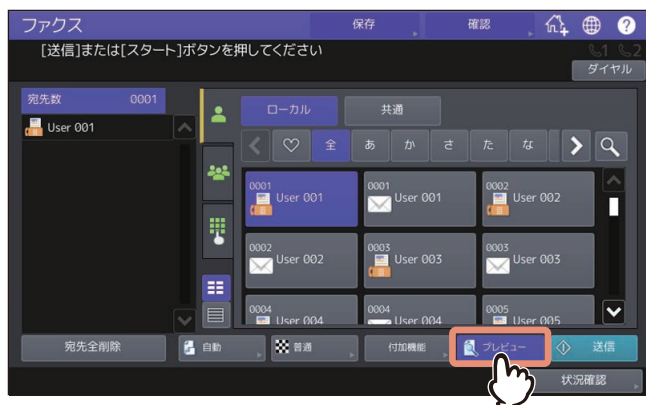 ファクス 保存 確認 ?
[送信]または[スタート]ボタンを押してください
1 2
ダイヤル
宛先数 0001
User 001
ローカル 共通
全 あ か さ た な
0001 User 001
0001 User 001
0002 User 002
0002 User 002
0003 User 003
0003 User 003
0004 User 004
0004 User 004
0005 User 005
宛先全削除 自動 普通 付加機能 プレビュー 送信
状況確認